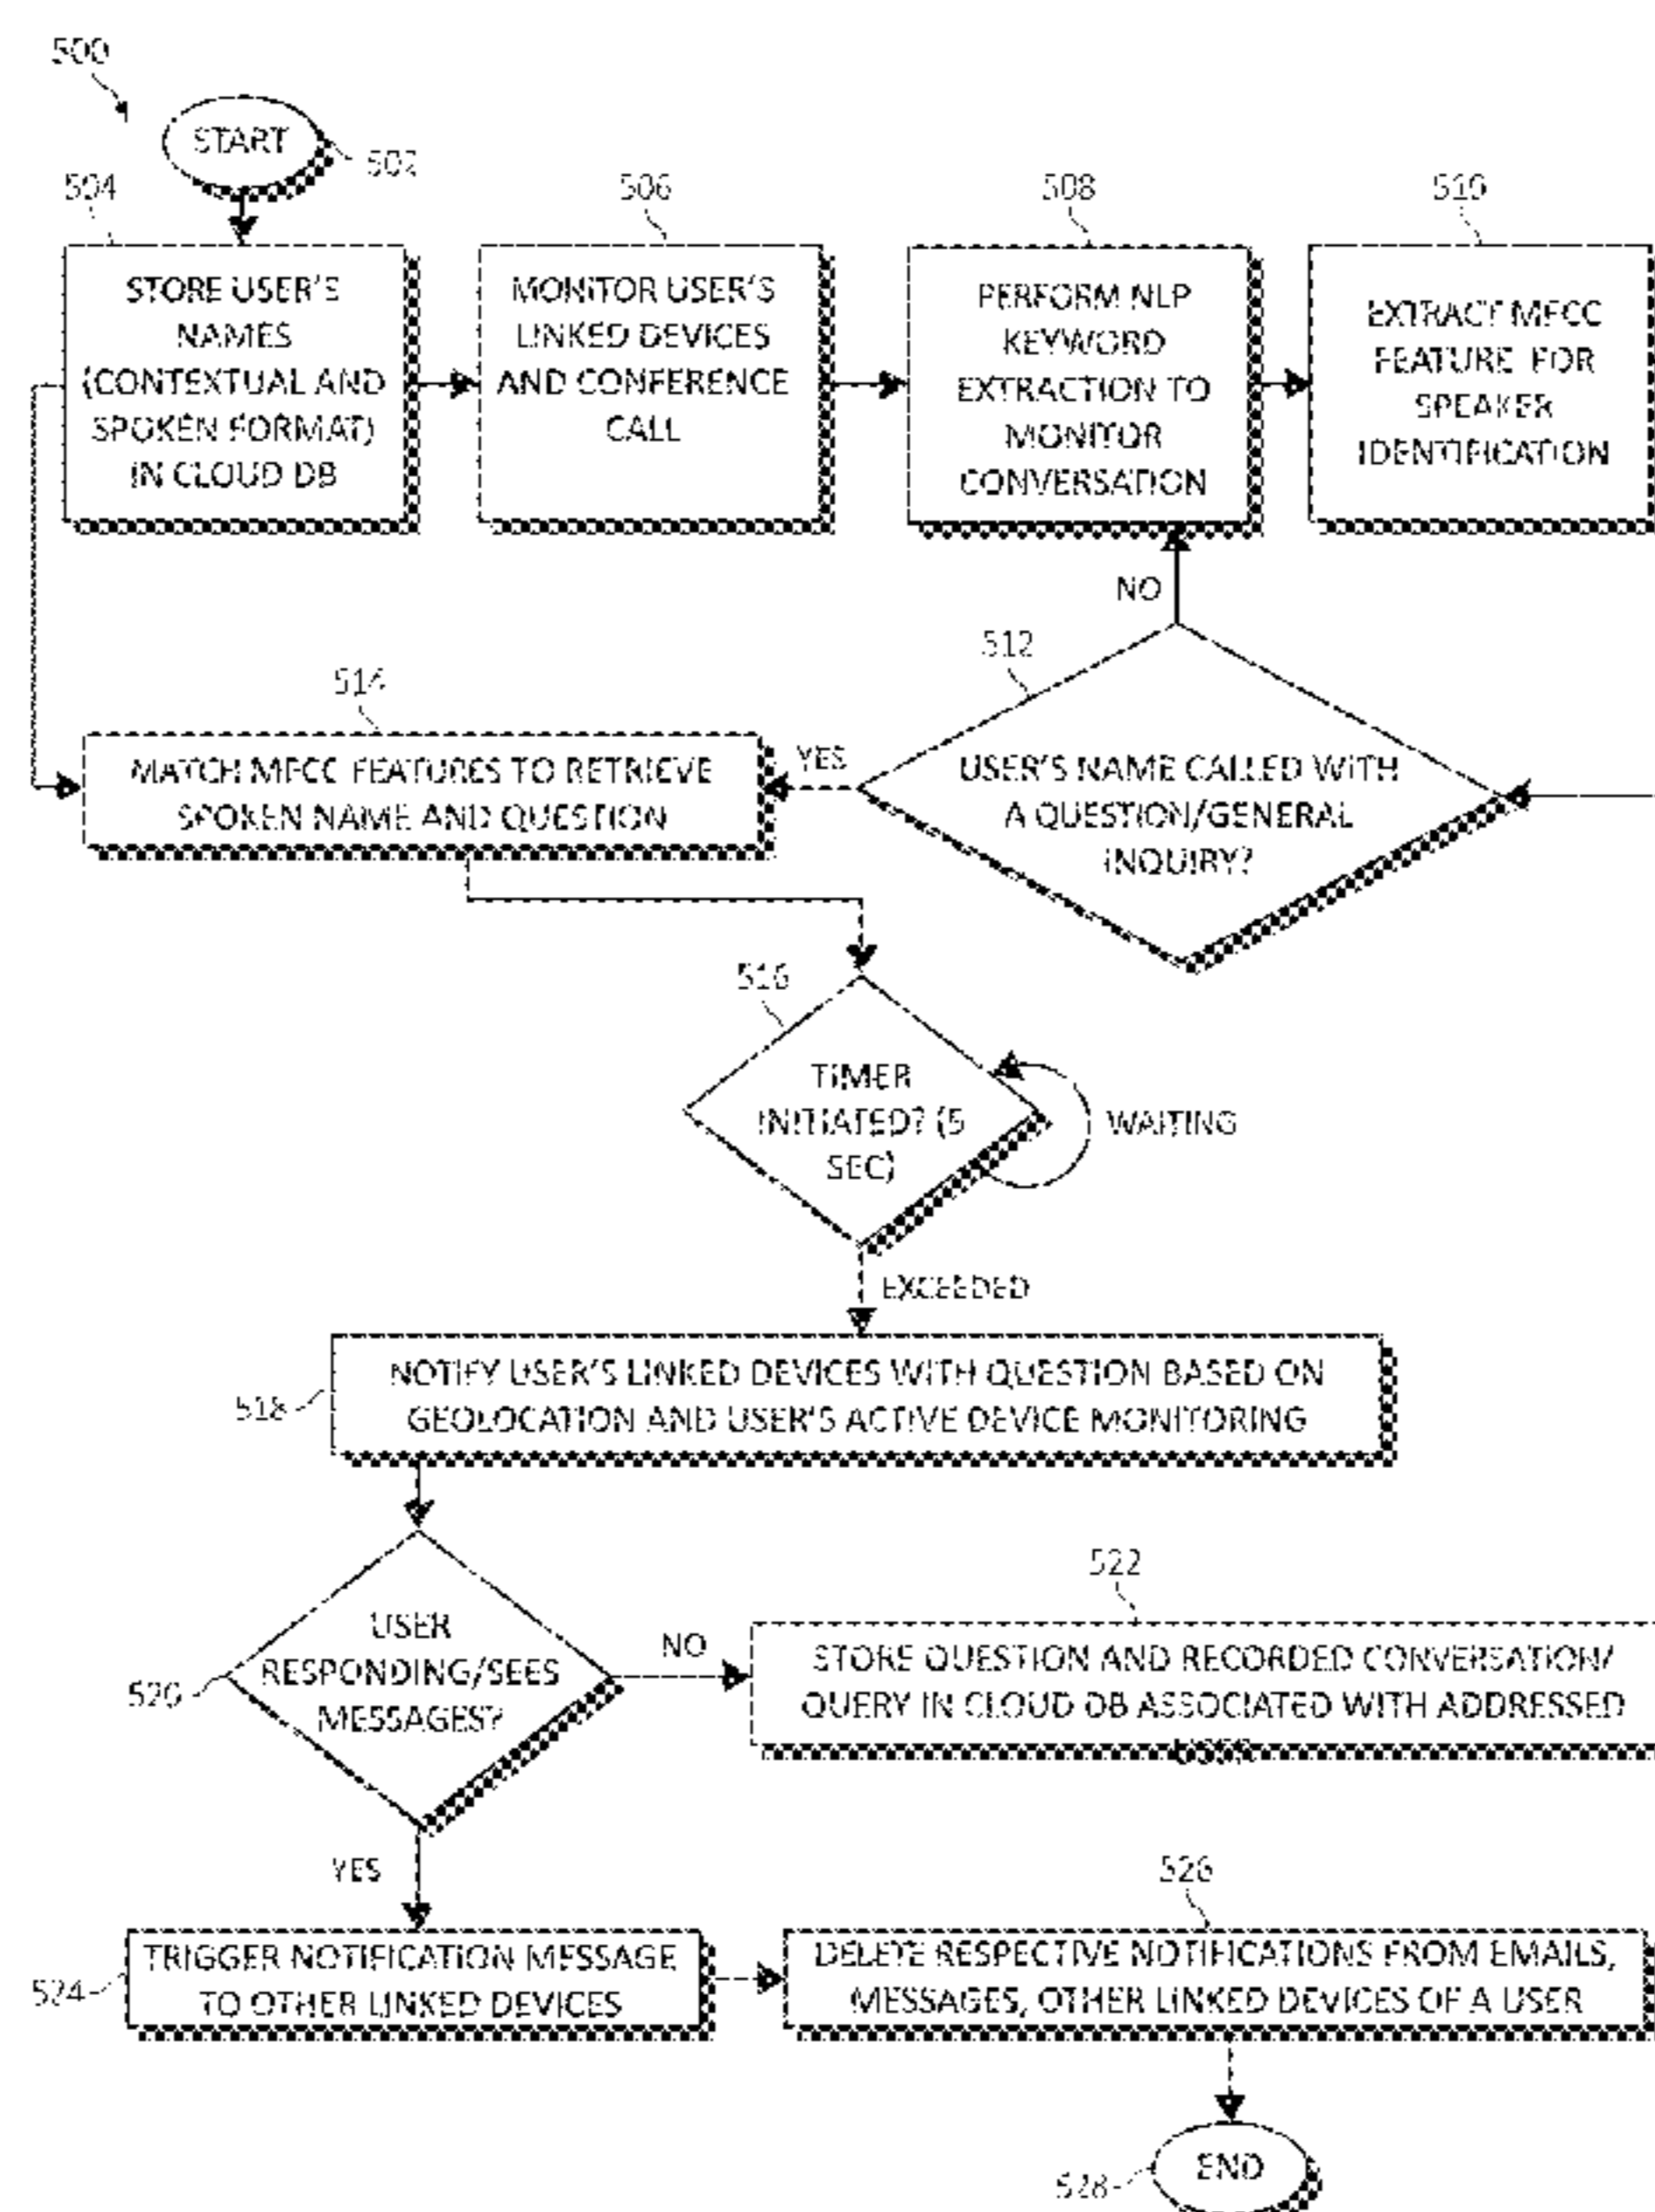 500
START
502
504
506
508
510
STORE USER'S
NAMES
(CONTEXTUAL AND
SPOKEN FORMAT)
IN CLOUD DB
MONITOR USER'S
LINKED DEVICES
AND CONFERENCE
CALL
PERFORM NLP
KEYWORD
EXTRACTION TO
MONITOR
CONVERSATION
EXTRACT MFCC
FEATURE FOR
SPEAKER
IDENTIFICATION
NO
512
514
MATCH MFCC FEATURES TO RETRIEVE
SPOKEN NAME AND QUESTION
YES
USER'S NAME CALLED WITH
A QUESTION/GENERAL
INQUIRY?
516
TIMER
INITIATED? (5
SEC)
WAITING
EXCEEDED
518
NOTIFY USER'S LINKED DEVICES WITH QUESTION BASED ON
GEOLOCATION AND USER'S ACTIVE DEVICE MONITORING
520
USER
RESPONDING/SEES
MESSAGES?
NO
522
STORE QUESTION AND RECORDED CONVERSATION/
QUERY IN CLOUD DB ASSOCIATED WITH ADDRESSED
USER
YES
524
TRIGGER NOTIFICATION MESSAGE
TO OTHER LINKED DEVICES
526
DELETE RESPECTIVE NOTIFICATIONS FROM EMAILS,
MESSAGES, OTHER LINKED DEVICES OF A USER
528
END